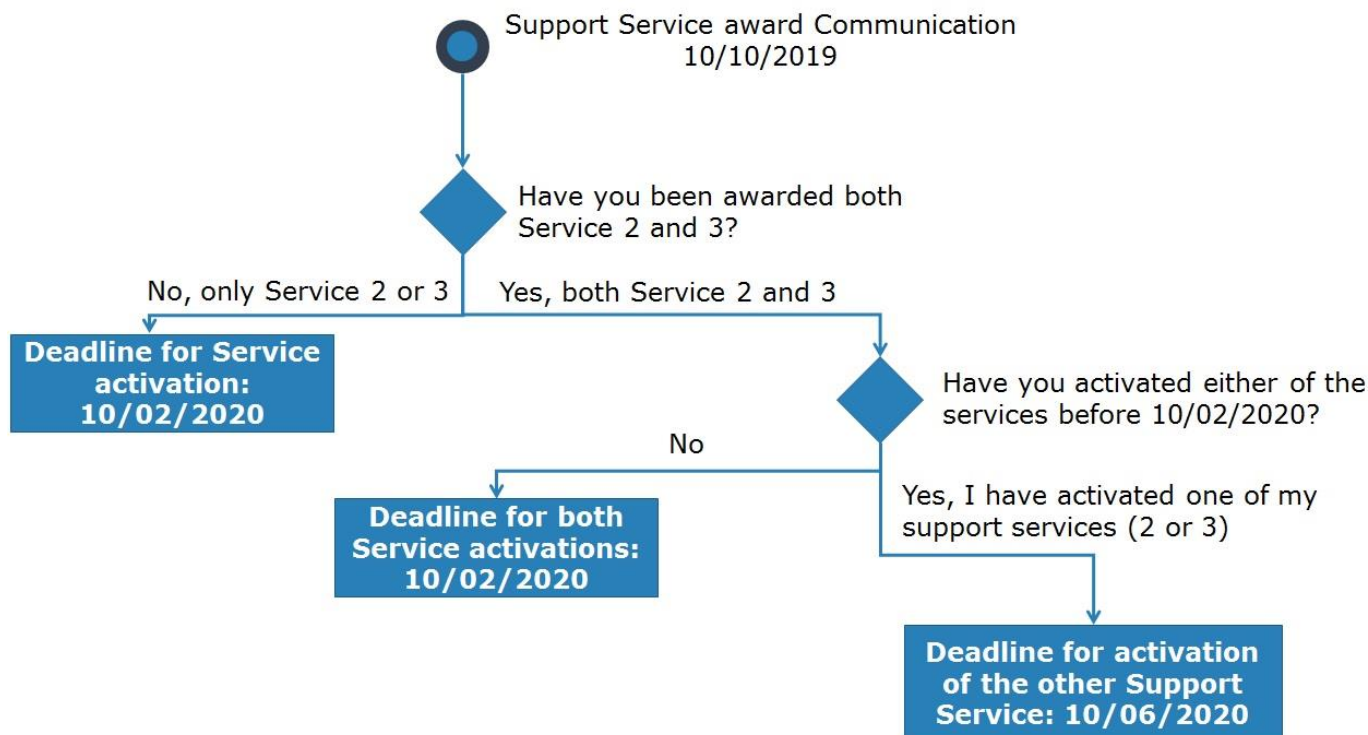 Support Service award Communication
10/10/2019
Have you been awarded both
Service 2 and 3?
No, only Service 2 or 3
Yes, both Service 2 and 3
Deadline for Service
activation:
10/02/2020
Have you activated either of the
services before 10/02/2020?
No
Yes, I have activated one of my
support services (2 or 3)
Deadline for both
Service activations:
10/02/2020
Deadline for activation
of the other Support
Service: 10/06/2020